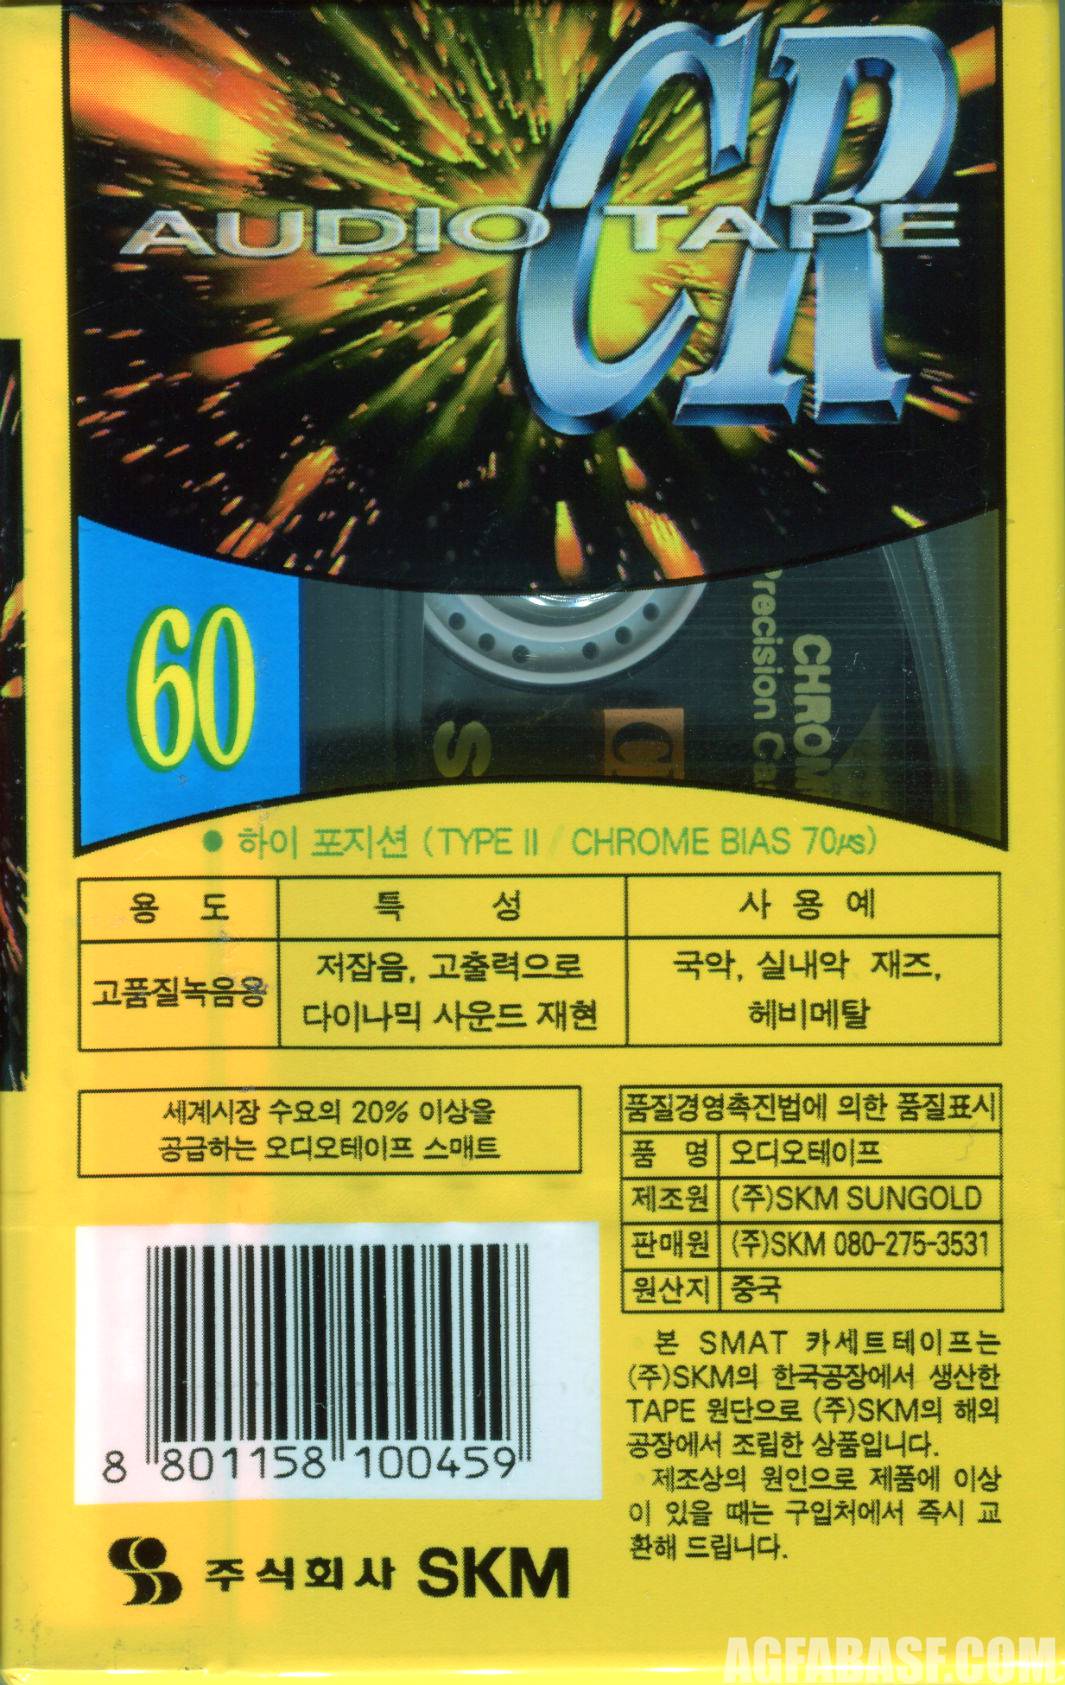 CR
AUDIO TAPE
60
Precision
CHROM
S
• 하이 포지션 (TYPE II / CHROME BIAS 70㎲)
용 도 특 성 사 용 예
고품질녹음용 저잡음, 고출력으로 다이나믹 사운드 재현 국악, 실내악 재즈, 헤비메탈
세계시장 수요의 20% 이상을
공급하는 오디오테이프 스매트
품질경영촉진법에 의한 품질표시
품 명 오디오테이프
제조원 (주)SKM SUNGOLD
판매원 (주)SKM 080-275-3531
원산지 중국
본 SMAT 카세트테이프는
(주)SKM의 한국공장에서 생산한
TAPE 원단으로 (주)SKM의 해외
공장에서 조립한 상품입니다.
제조상의 원인으로 제품에 이상
이 있을 때는 구입처에서 즉시 교
환해 드립니다.
8 801158 100459
주식회사 SKM
AGFABASF.COM